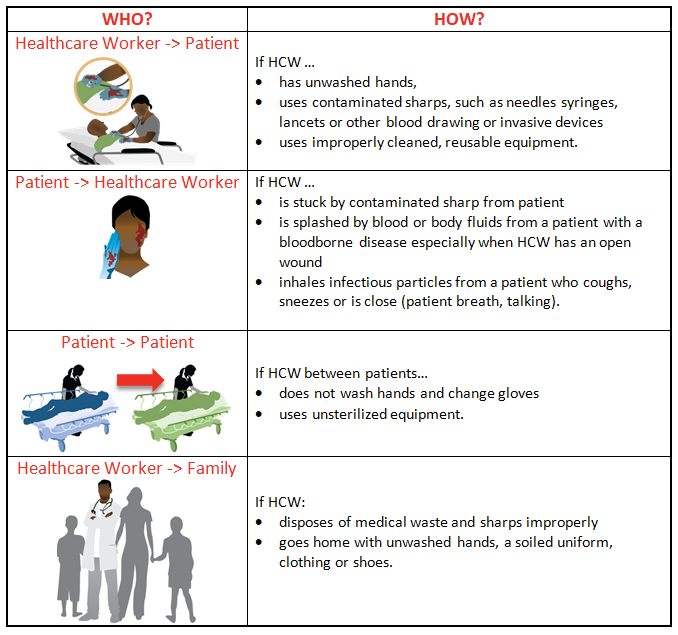 WHO?
HOW?
Healthcare Worker -> Patient
If HCW …
• has unwashed hands,
• uses contaminated sharps, such as needles syringes,
lancets or other blood drawing or invasive devices
• uses improperly cleaned, reusable equipment.
Patient -> Healthcare Worker
If HCW …
• is stuck by contaminated sharp from patient
• is splashed by blood or body fluids from a patient with a
bloodborne disease especially when HCW has an open
wound
• inhales infectious particles from a patient who coughs,
sneezes or is close (patient breath, talking).
Patient -> Patient
If HCW between patients…
• does not wash hands and change gloves
• uses unsterilized equipment.
Healthcare Worker -> Family
If HCW:
• disposes of medical waste and sharps improperly
• goes home with unwashed hands, a soiled uniform,
clothing or shoes.